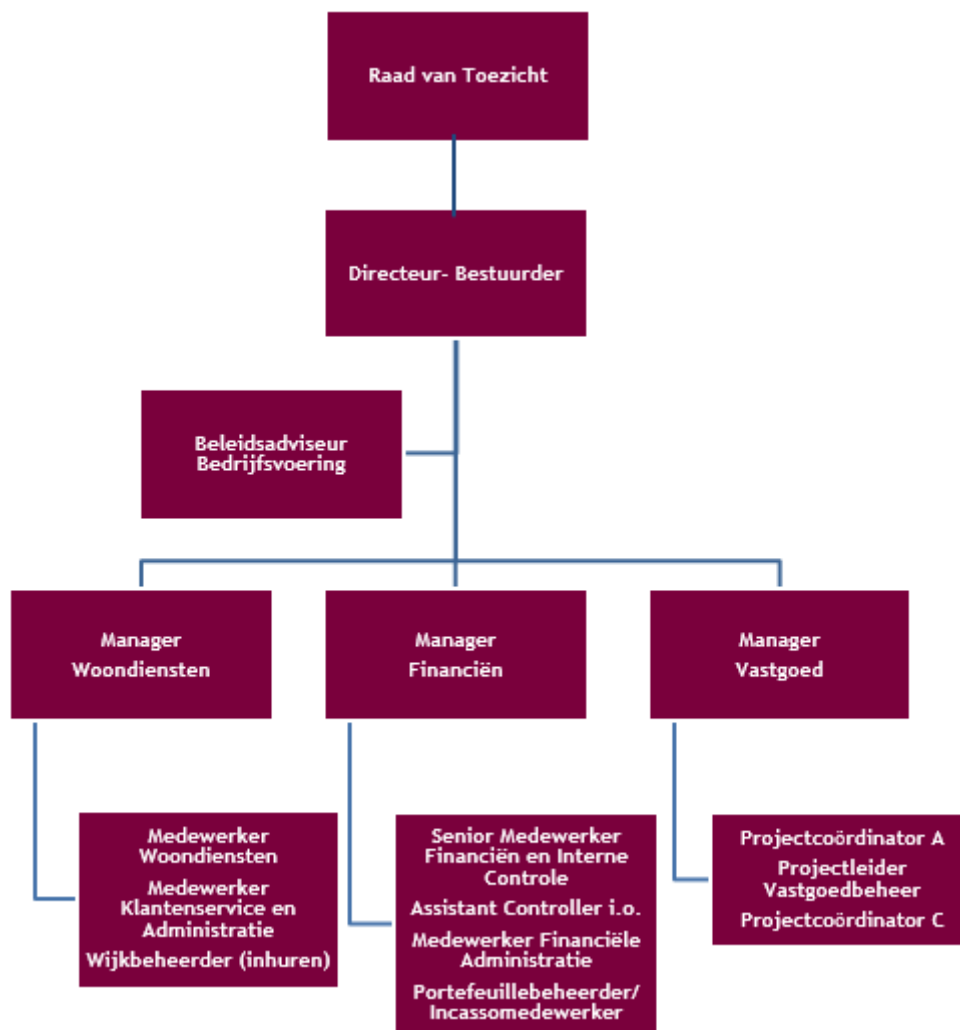 Raad van Toezicht
Directeur- Bestuurder
Beleidsadviseur
Bedrijfsvoering
Manager
Woondiensten
Manager
Financiën
Manager
Vastgoed
Medewerker
Woondiensten
Medewerker
Klantenservice en
Administratie
Wijkbeheerder (inhuren)
Senior Medewerker
Financiën en Interne
Controle
Assistant Controller i.o.
Medewerker Financiële
Administratie
Portefeuillebeheerder/
Incassomedewerker
Projectcoördinator A
Projectleider
Vastgoedbeheer
Projectcoördinator C